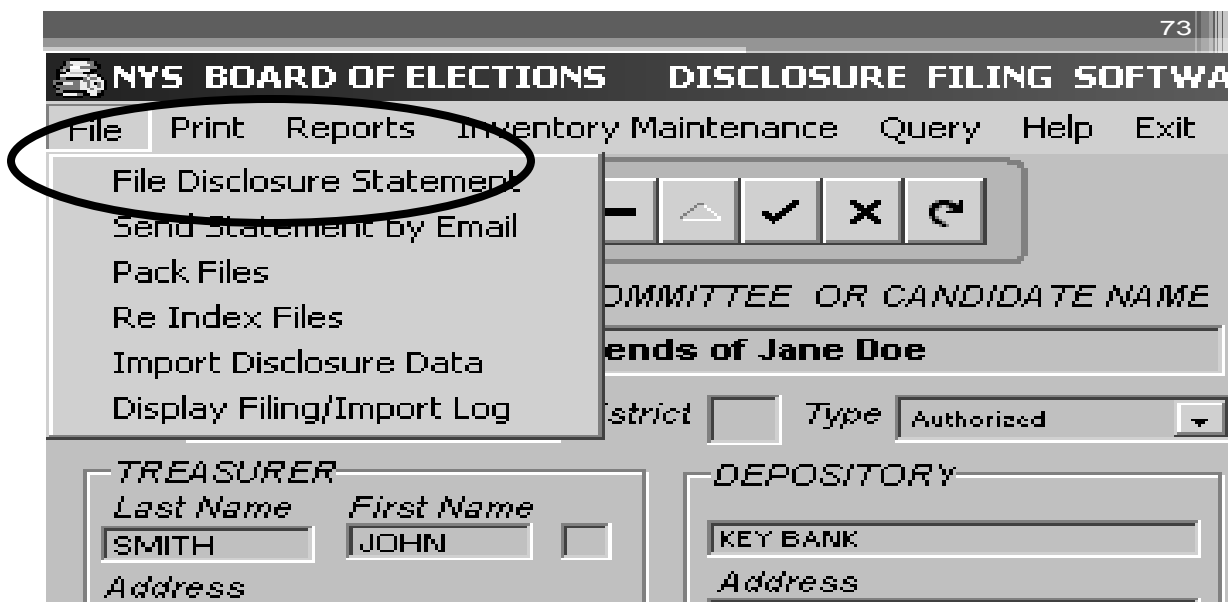 73
NYS BOARD OF ELECTIONS DISCLOSURE FILING SOFTWA
File Print Reports Inventory Maintenance Query Help Exit
File Disclosure Statement
Send Statement by Email
Pack Files
Re Index Files
Import Disclosure Data
Display Filing/Import Log
OMMITTEE OR CANDIDATE NAME
ends of Jane Doe
strict Type Authorized
TREASURER
Last Name First Name
SMITH JOHN
Address
DEPOSITORY
KEY BANK
Address